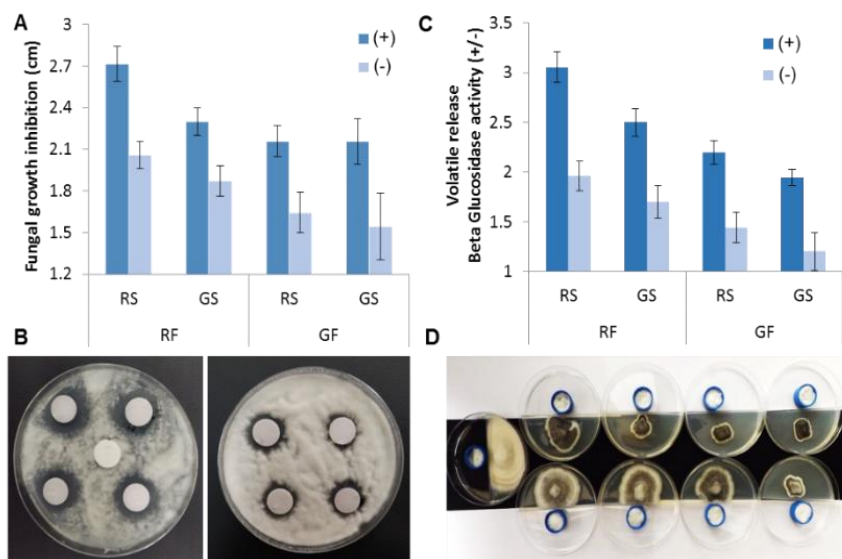 A
Fungal growth inhibition (cm)
3
2.7
2.4
2.1
1.8
1.5
1.2
(+)
(-)
RS
GS
RS
GS
RF
GF
C
Volatile release
Beta Glucosidase activity (+/-)
3.5
3
2.5
2
1.5
1
(+)
(-)
RS
GS
RS
GS
RF
GF
B
D